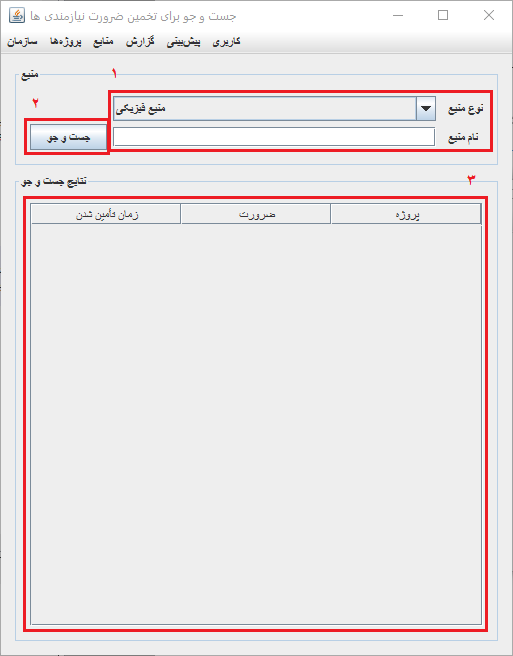 جست و جو برای تخمین ضرورت نیازمندی ها
سازمان پروژه‌ها منابع گزارش پیش‌بینی کاربری
منبع
۱
۲
نوع منبع
منبع فیزیکی
نام منبع
جست و جو
نتایج جست و جو
۳
پروژه ضرورت زمان تأمین شدن